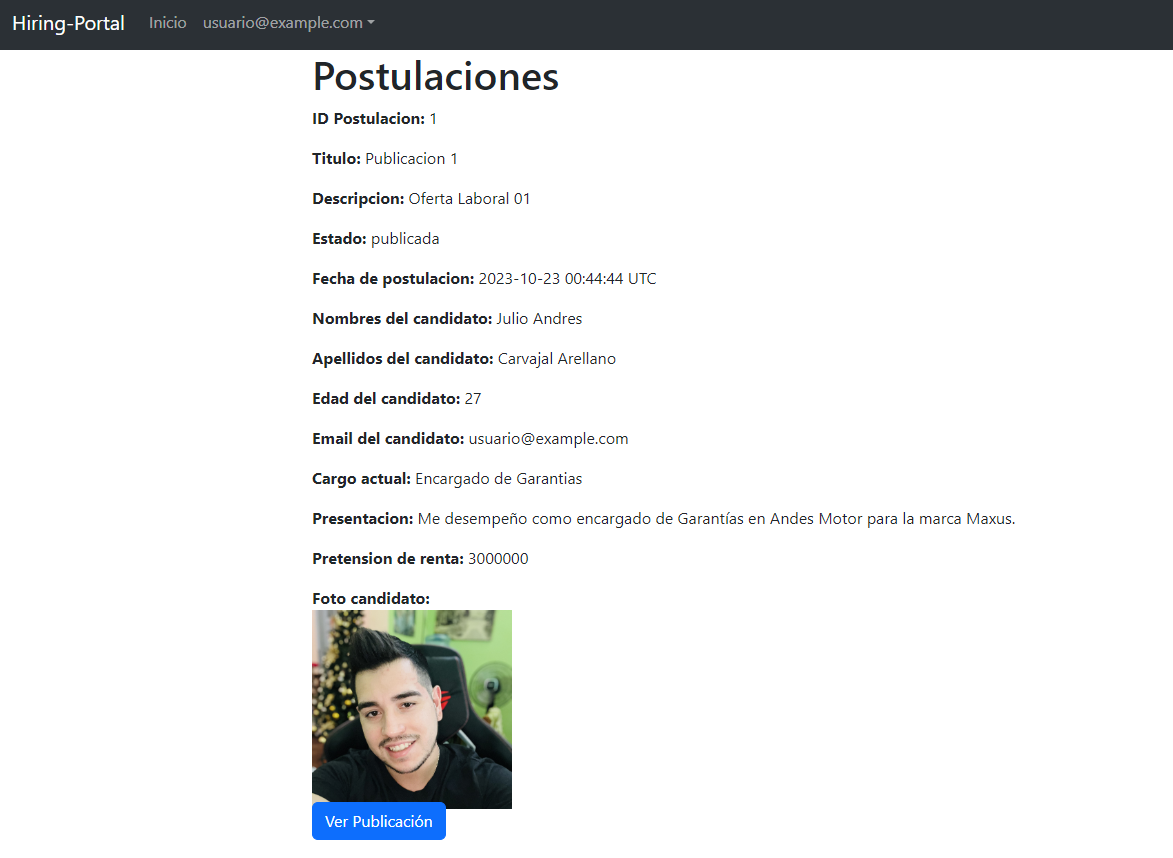 Hiring-Portal Inicio usuario@example.com
Postulaciones
ID Postulacion: 1
Titulo: Publicacion 1
Descripcion: Oferta Laboral 01
Estado: publicada
Fecha de postulacion: 2023-10-23 00:44:44 UTC
Nombres del candidato: Julio Andres
Apellidos del candidato: Carvajal Arellano
Edad del candidato: 27
Email del candidato: usuario@example.com
Cargo actual: Encargado de Garantias
Presentacion: Me desempeño como encargado de Garantías en Andes Motor para la marca Maxus.
Pretension de renta: 3000000
Foto candidato:
Ver Publicación